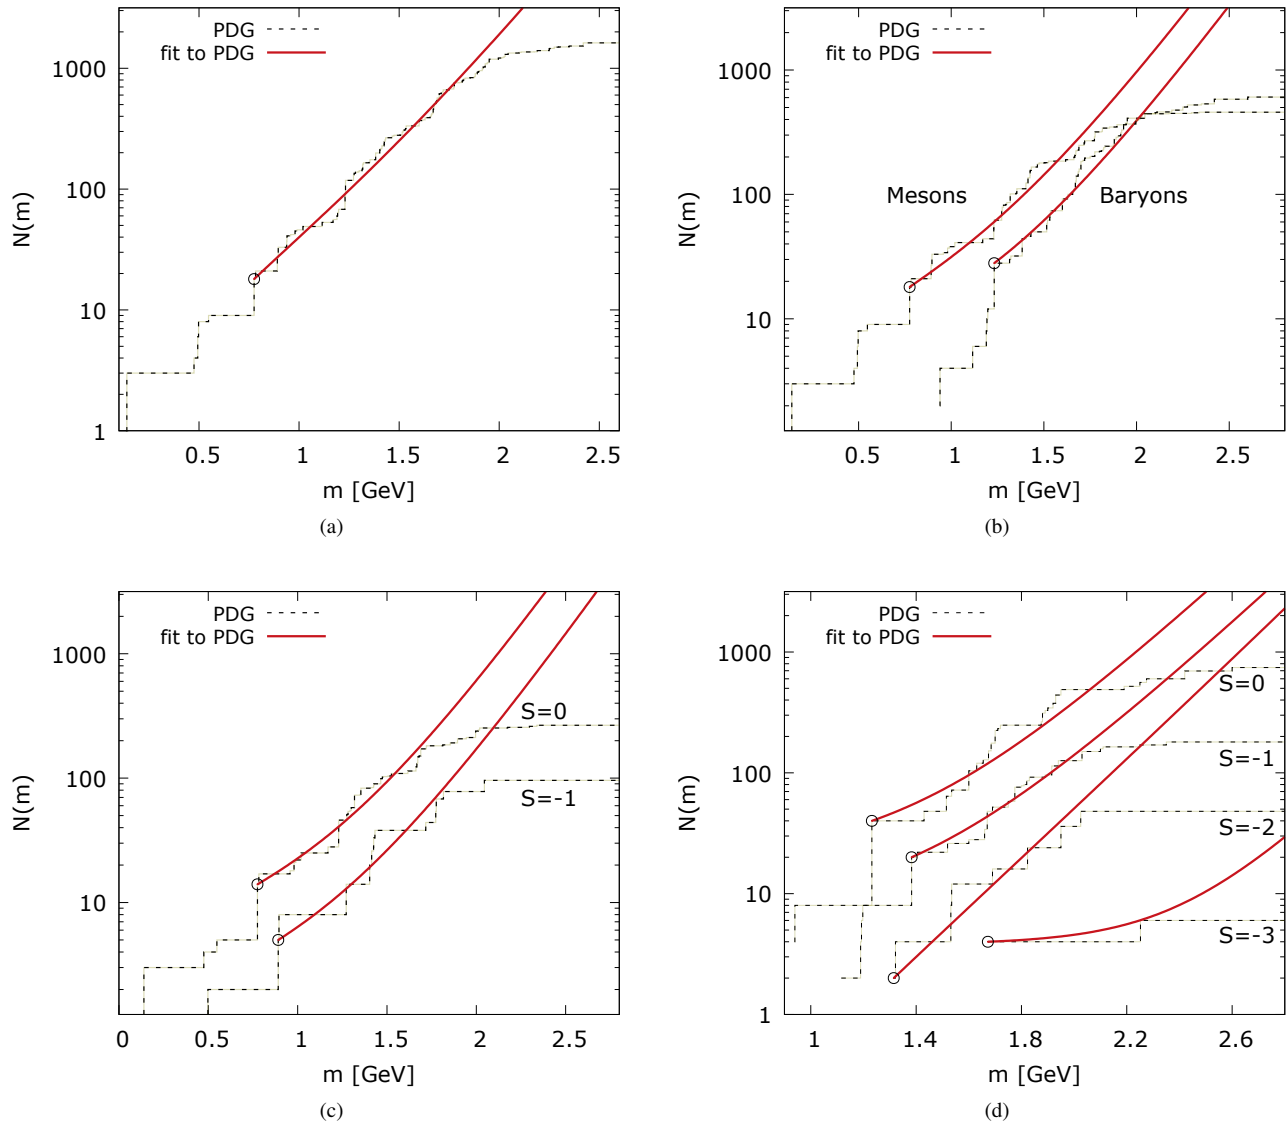 PDG
fit to PDG
1000
100
10
1
N(m)
0.5 1 1.5 2 2.5
m [GeV]
(a)
PDG
fit to PDG
1000
100
10
N(m)
Mesons
Baryons
0.5 1 1.5 2 2.5
m [GeV]
(b)
PDG
fit to PDG
1000
100
10
N(m)
S=0
S=-1
0 0.5 1 1.5 2 2.5
m [GeV]
(c)
PDG
fit to PDG
1000
100
10
1
N(m)
S=0
S=-1
S=-2
S=-3
1 1.4 1.8 2.2 2.6
m [GeV]
(d)